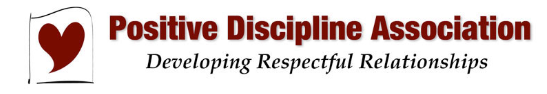 Positive Discipline Association
Developing Respectful Relationships